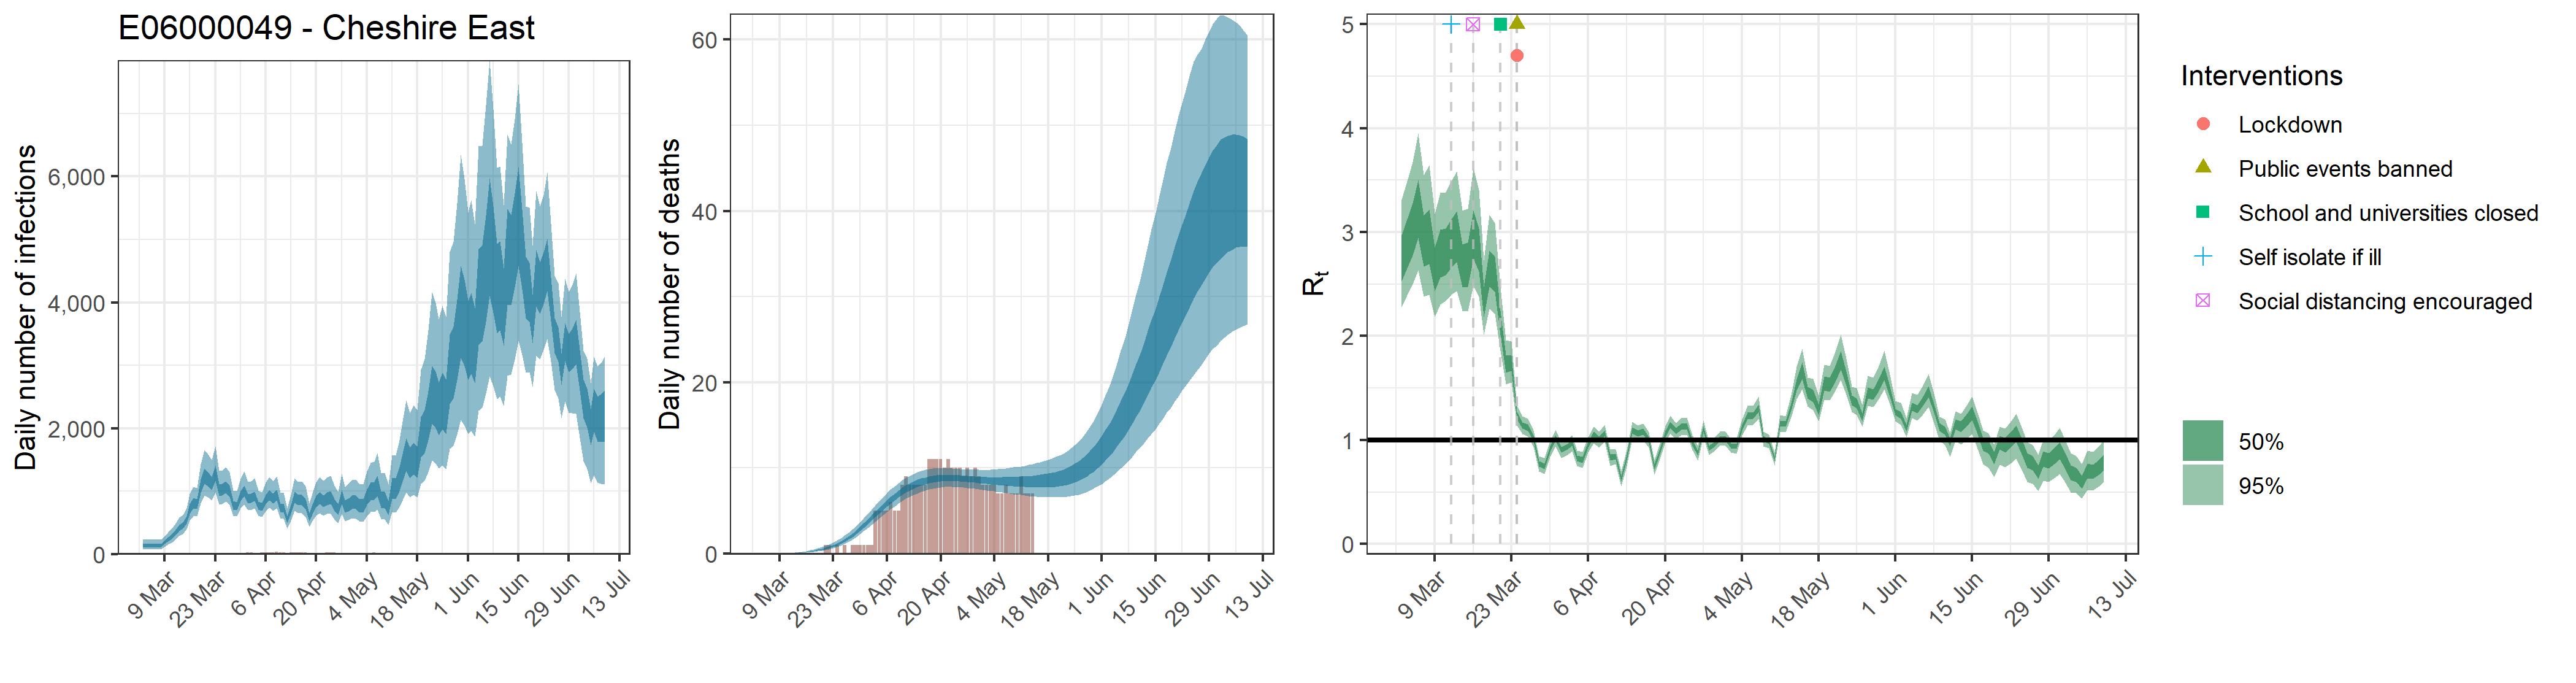 E06000049 - Cheshire East
Daily number of infections
6,000
4,000
2,000
0
9 Mar
23 Mar
6 Apr
20 Apr
4 May
18 May
1 Jun
15 Jun
29 Jun
13 Jul
Daily number of deaths
60
40
20
0
9 Mar
23 Mar
6 Apr
20 Apr
4 May
18 May
1 Jun
15 Jun
29 Jun
13 Jul
Rt
5
4
3
2
1
0
9 Mar
23 Mar
6 Apr
20 Apr
4 May
18 May
1 Jun
15 Jun
29 Jun
13 Jul
Interventions
Lockdown
Public events banned
School and universities closed
Self isolate if ill
Social distancing encouraged
50%
95%